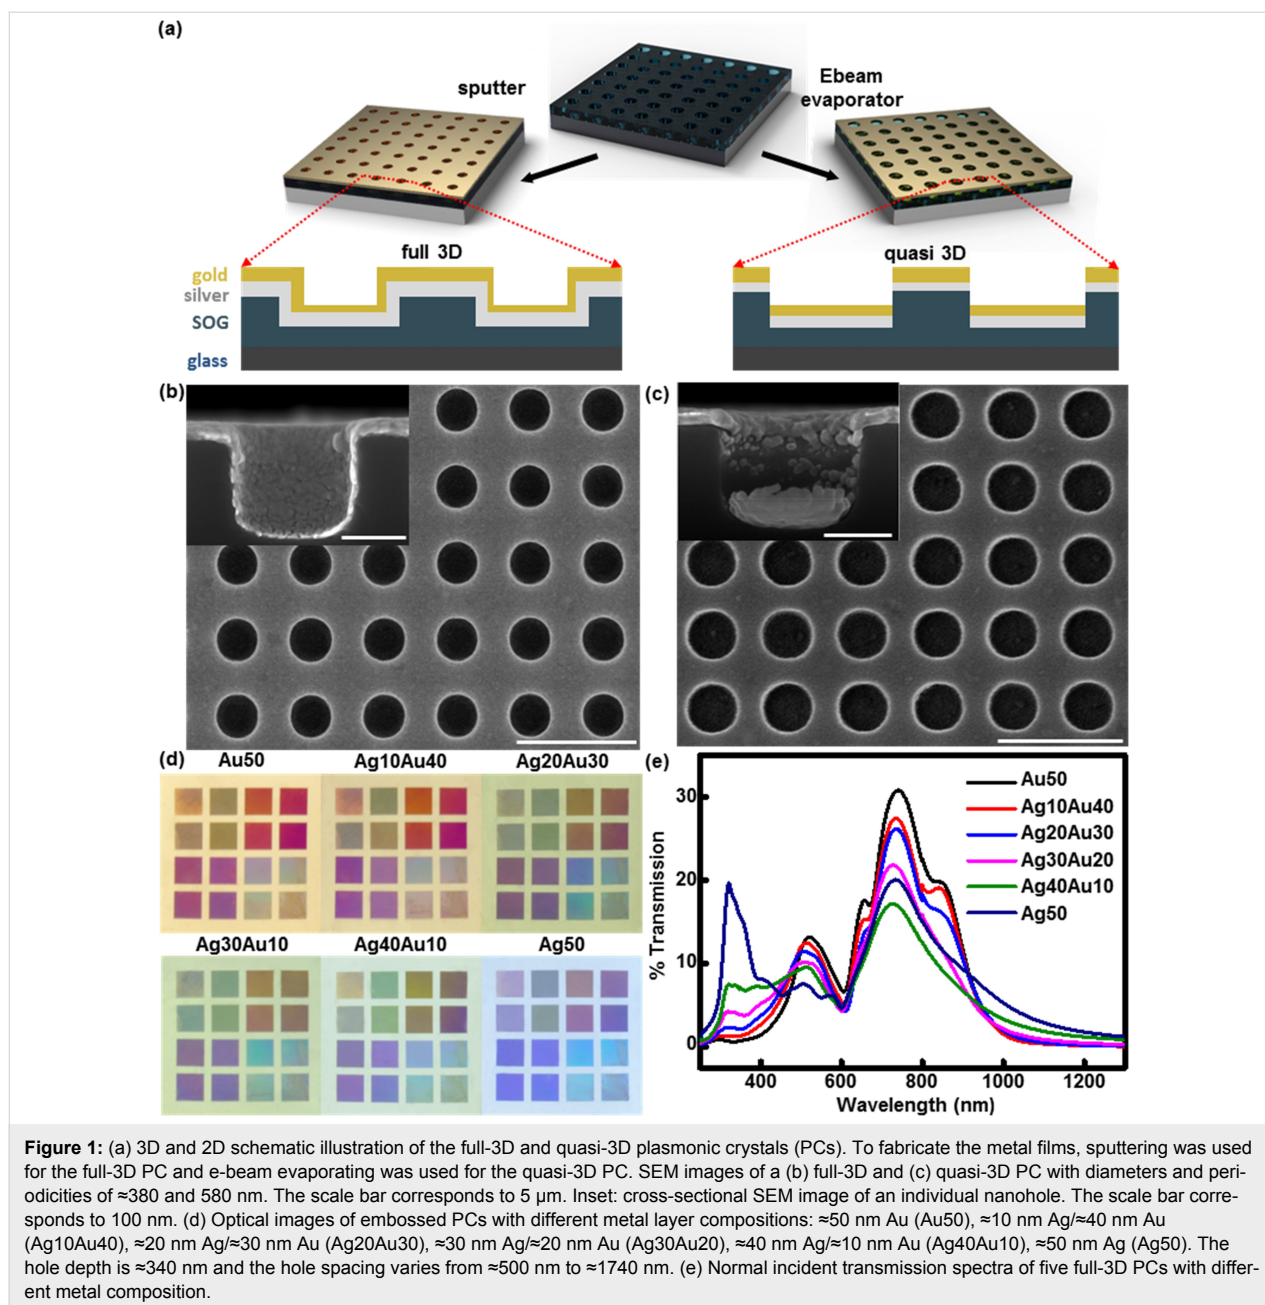 (a)
sputter
Ebeam
evaporator
full 3D
quasi 3D
gold
silver
SOG
glass
(b)
(c)
(d)
Au50
Ag10Au40
Ag20Au30
Ag30Au10
Ag40Au10
Ag50
(e)
% Transmission
30
20
10
0
Au50
Ag10Au40
Ag20Au30
Ag30Au20
Ag40Au10
Ag50
400
600
800
1000
1200
Wavelength (nm)
Figure 1: (a) 3D and 2D schematic illustration of the full-3D and quasi-3D plasmonic crystals (PCs). To fabricate the metal films, sputtering was used
for the full-3D PC and e-beam evaporating was used for the quasi-3D PC. SEM images of a (b) full-3D and (c) quasi-3D PC with diameters and peri-
odicities of ≈380 and 580 nm. The scale bar corresponds to 5 µm. Inset: cross-sectional SEM image of an individual nanohole. The scale bar corre-
sponds to 100 nm. (d) Optical images of embossed PCs with different metal layer compositions: ≈50 nm Au (Au50), ≈10 nm Ag/≈40 nm Au
(Ag10Au40), ≈20 nm Ag/≈30 nm Au (Ag20Au30), ≈30 nm Ag/≈20 nm Au (Ag30Au20), ≈40 nm Ag/≈10 nm Au (Ag40Au10), ≈50 nm Ag (Ag50). The
hole depth is ≈340 nm and the hole spacing varies from ≈500 nm to ≈1740 nm. (e) Normal incident transmission spectra of five full-3D PCs with differ-
ent metal composition.